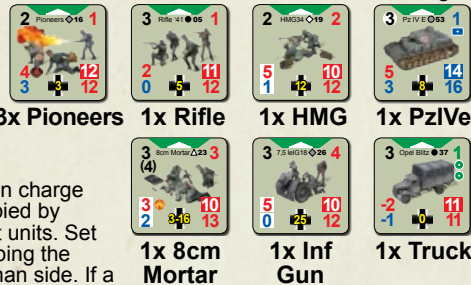 2 Pioneers ◇16 1
4 12
3 3 12
3 Rifle '41 ●05 1
2 11
0 5 12
2 HMG34 ◇19 2
5 10
1 12 12
3 Pz IV E ○53 1
5 14
3 8 16
3x Pioneers 1x Rifle 1x HMG 1x PzIVe
3 8cm Mortar △23 3
(4)
3 10
2 3-16 13
3 7,5 leIG18 ◇26 4
5 10
0 25 12
3 Opel Blitz ●37 1
-2 11
-1 0 11
n charge
pied by
units. Set
ping the
man side. If a
1x 8cm 1x Inf 1x Truck
Mortar Gun